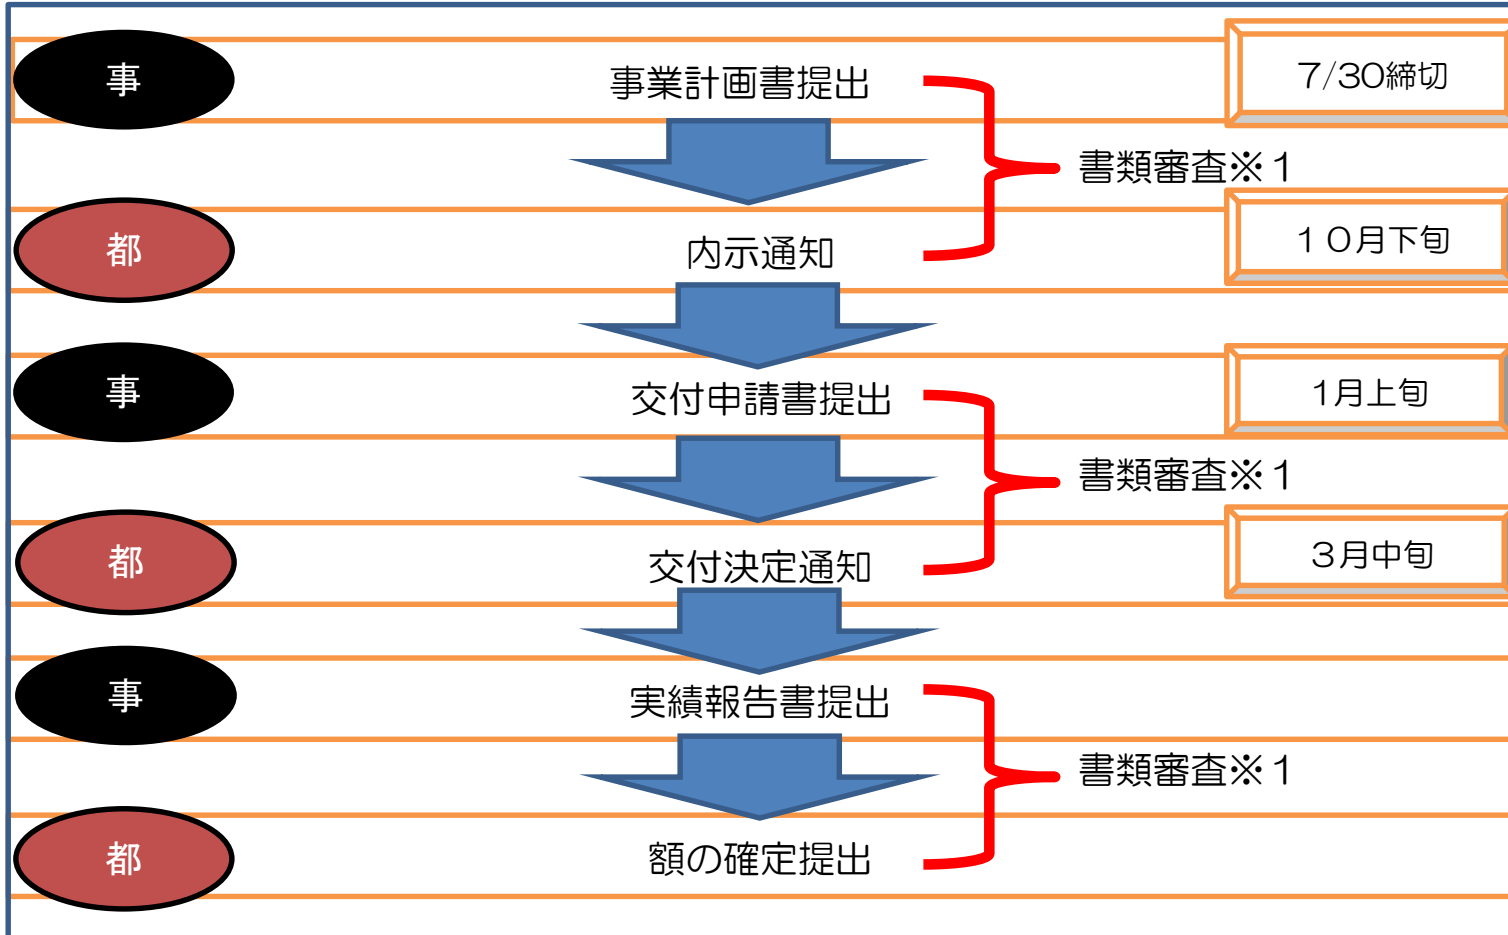 事
事業計画書提出
7/30締切
書類審査※1
都
内示通知
10月下旬
事
交付申請書提出
1月上旬
書類審査※1
都
交付決定通知
3月中旬
事
実績報告書提出
書類審査※1
都
額の確定提出